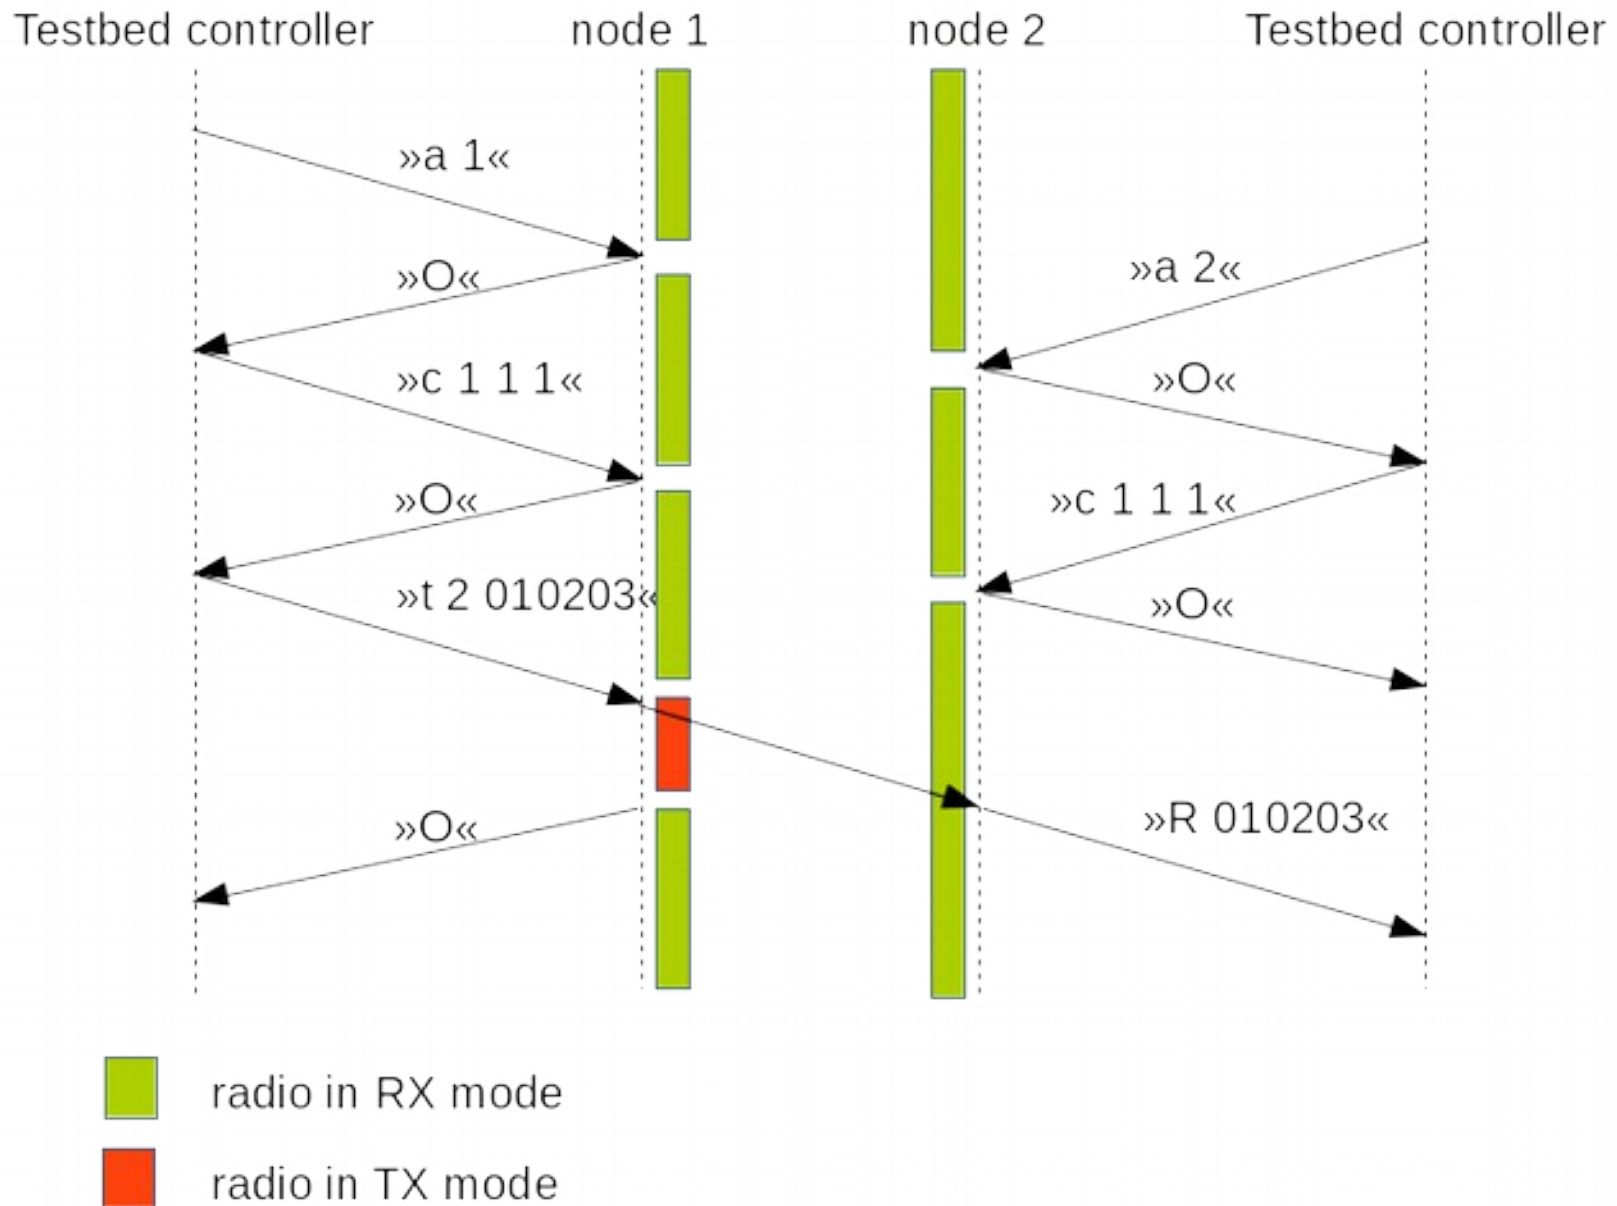 Testbed controller node 1 node 2 Testbed controller
»a 1«
»a 2«
»O«
»c 1 1 1«
»O«
»O«
»c 1 1 1«
»t 2 010203«
»O«
»R 010203«
»O«
radio in RX mode
radio in TX mode